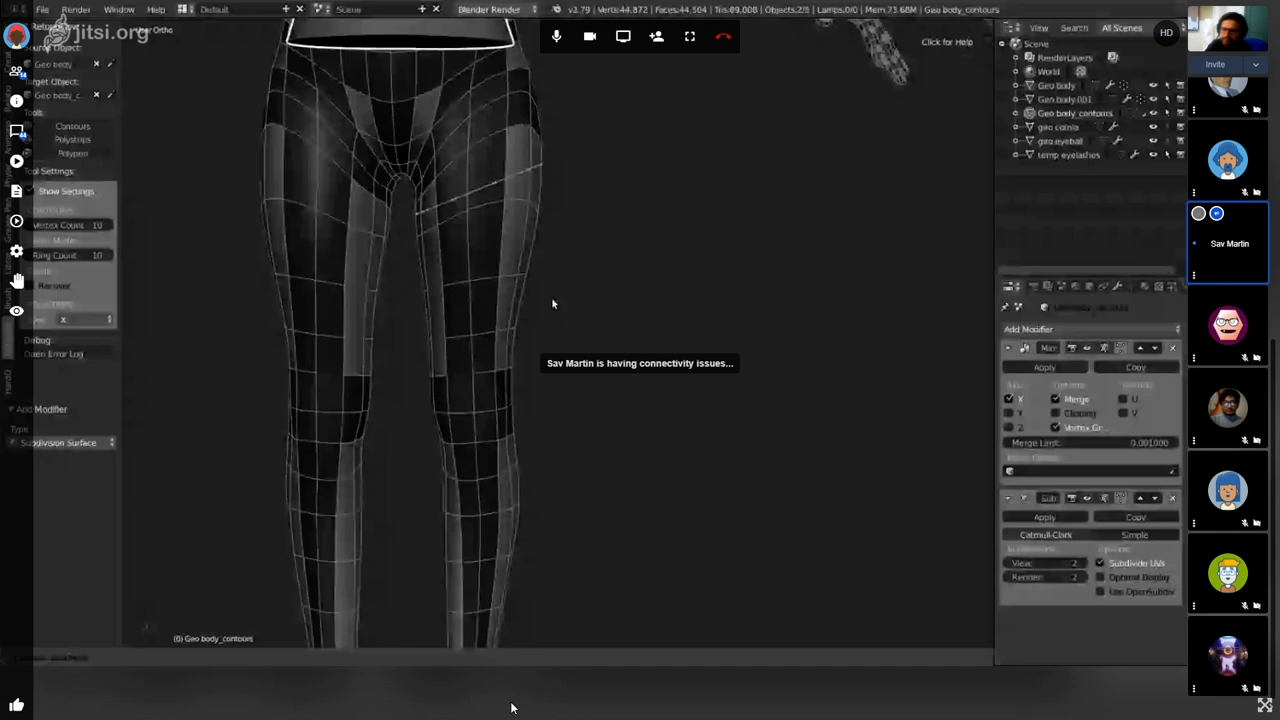 File Render Window Help Default Scene Blender Render v2.79 | Verts:44,872 | Faces:44,504 | Tris:89,008 | Objects:2/5 | Lamps:0/0 | Mem:73.68M | Geo body_contours
jitsi.org
Ortho
Click for Help
Geo body
Target Object:
Geo body_c..
Tools:
Contours
Polystrips
Polypen
Tool Settings:
Show Settings
Vertex Count 10
Ring Count: 10
Recover
X
Debug:
Open Error Log
Add Modifier
Type
Subdivision Surface
Sav Martin is having connectivity issues...
(0) Geo body_contours
View Search All Scenes
Scene
RenderLayers
World
Geo body
Geo body.001
Geo body_contours
geo cornia
geo eyeball
temp eyelashes
Add Modifier
Apply Copy
X Merge U
Y Clipping V
Z Vertex Gr...
Merge Limit: 0.001000
Sub
Apply Copy
Catmull-Clark Simple
View: 2 Subdivide UVs
Render: 2 Optimal Display
Use OpenSubdiv
HD
Invite
Sav Martin